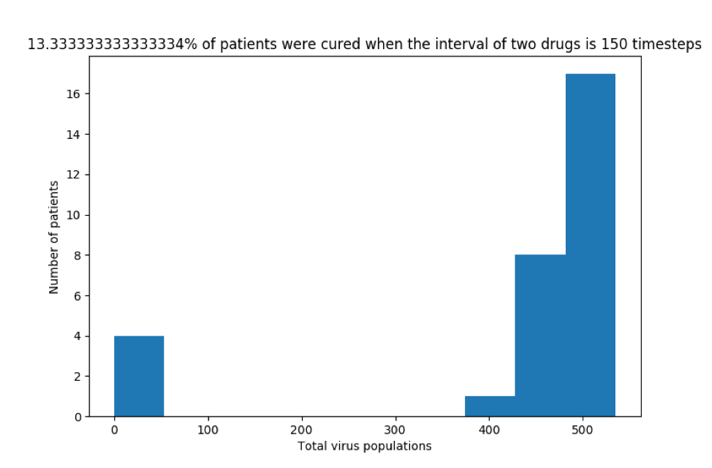 13.333333333333334% of patients were cured when the interval of two drugs is 150 timesteps
16
14
12
10
8
6
4
2
0
Number of patients
0 100 200 300 400 500
Total virus populations